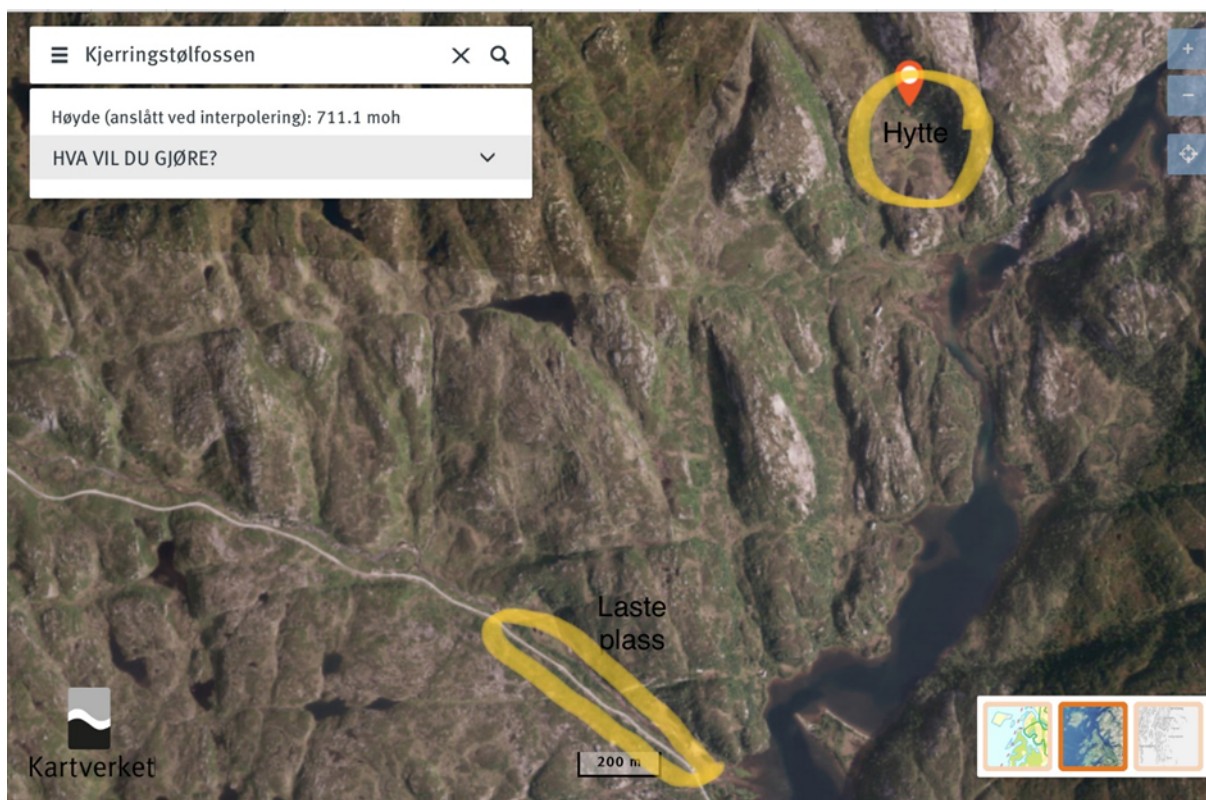 Kjerringstølfossen
Høyde (anslått ved interpolering): 711.1 moh
HVA VIL DU GJØRE?
Hytte
Laste
plass
Kartverket
200 m